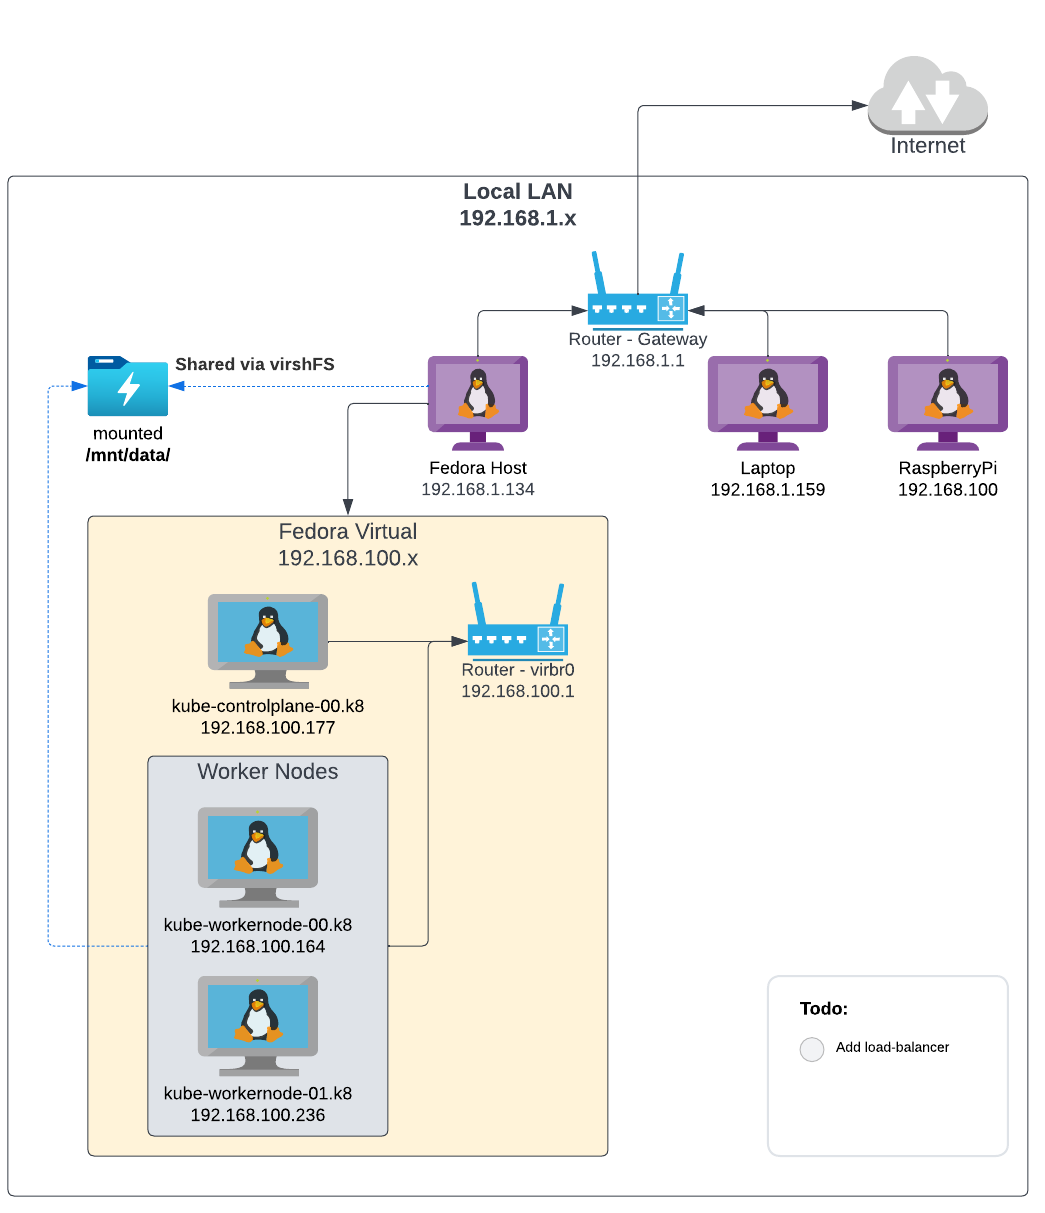 Internet
Local LAN
192.168.1.x
Router - Gateway
192.168.1.1
Shared via virshFS
mounted
/mnt/data/
Fedora Host
192.168.1.134
Laptop
192.168.1.159
RaspberryPi
192.168.100
Fedora Virtual
192.168.100.x
Router - virbr0
192.168.100.1
kube-controlplane-00.k8
192.168.100.177
Worker Nodes
kube-workernode-00.k8
192.168.100.164
kube-workernode-01.k8
192.168.100.236
Todo:
Add load-balancer